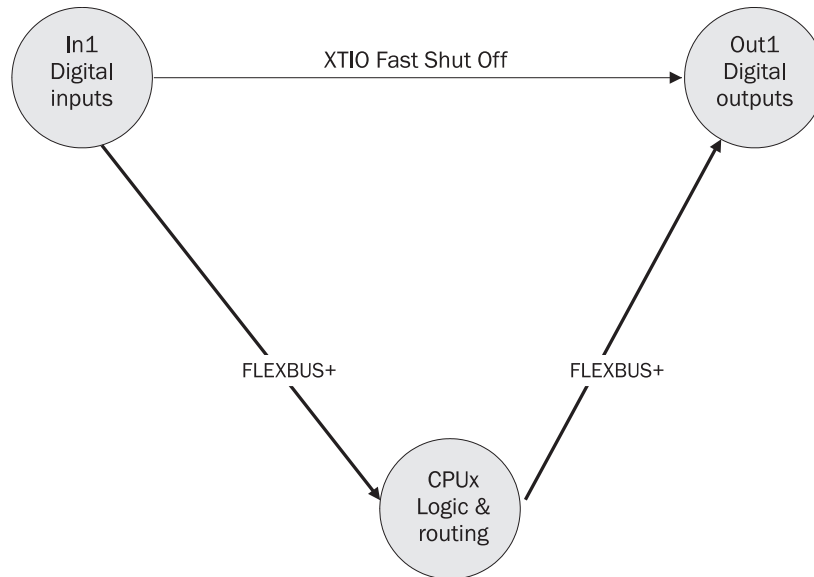 In1
Digital
inputs
XTIO Fast Shut Off
Out1
Digital
outputs
FLEXBUS+
FLEXBUS+
CPUx
Logic &
routing